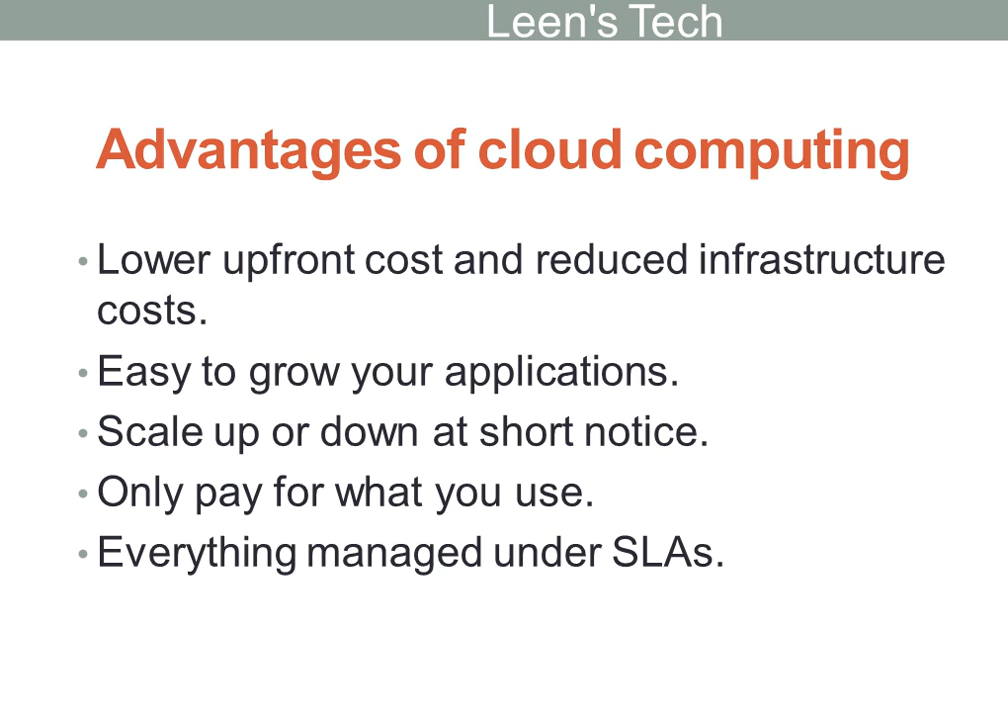 Leen's Tech
Advantages of cloud computing
• Lower upfront cost and reduced infrastructure
costs.
• Easy to grow your applications.
• Scale up or down at short notice.
• Only pay for what you use.
• Everything managed under SLAs.